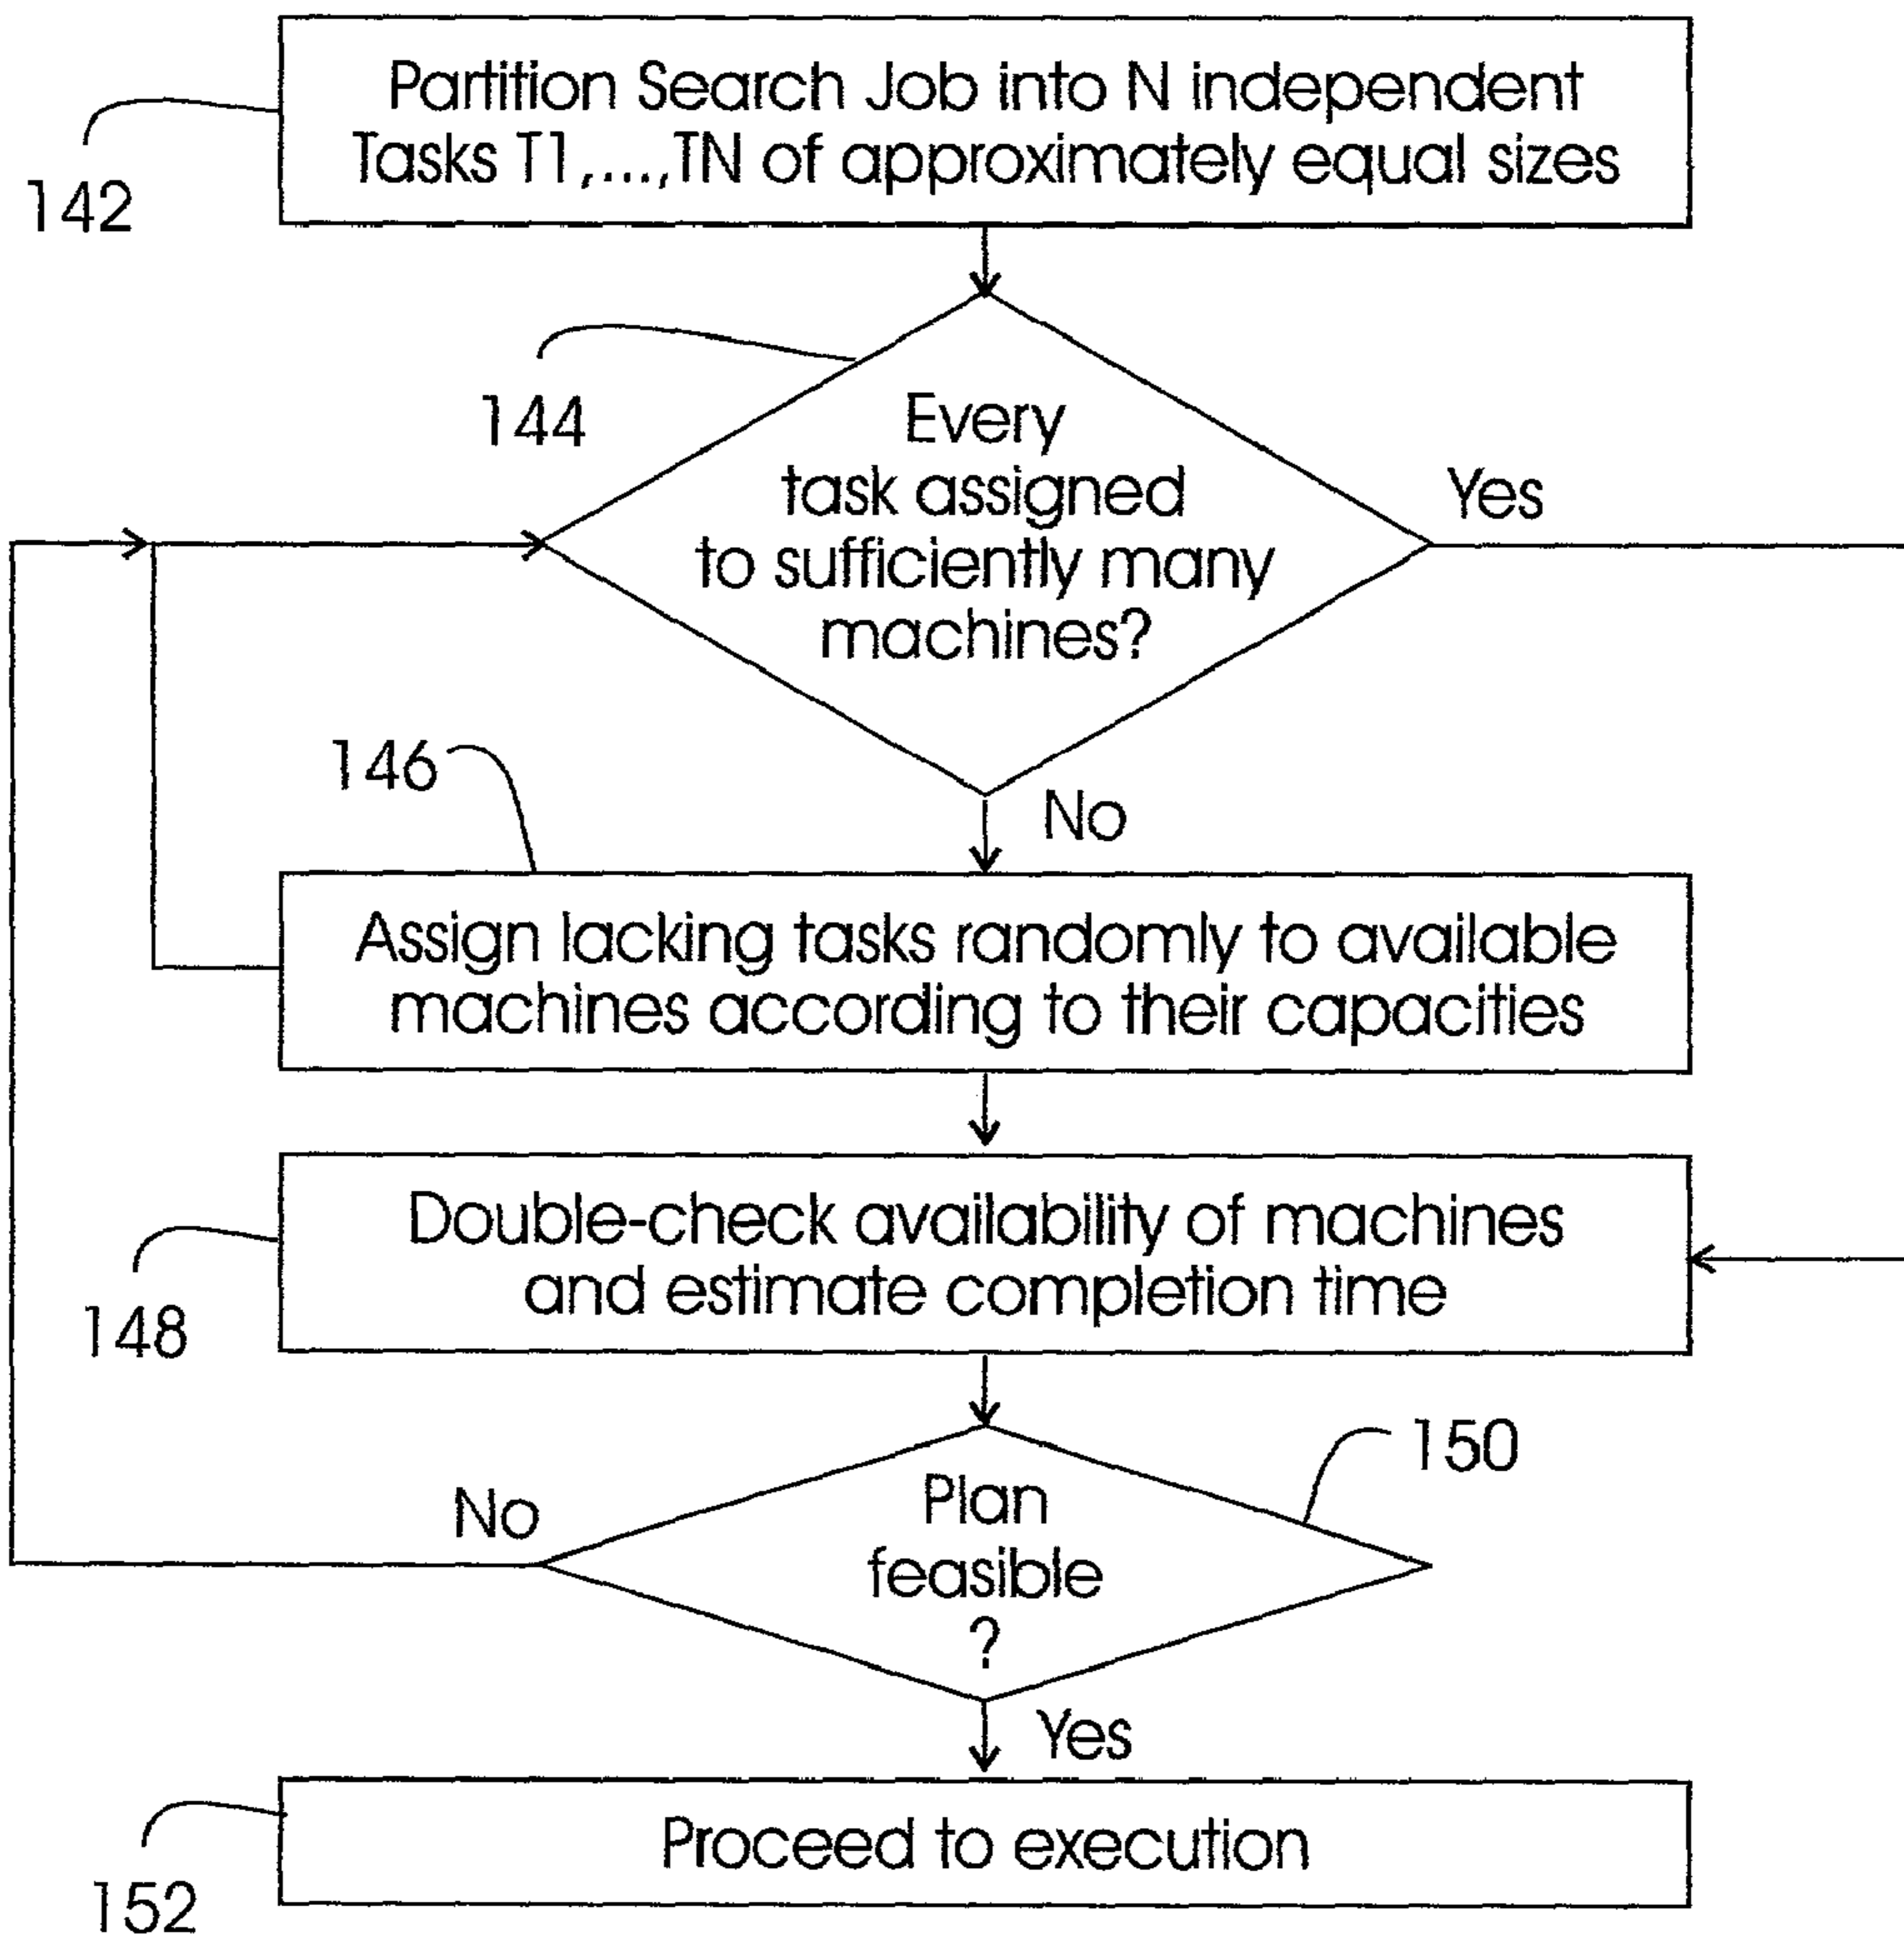 Partition Search Job into N independent
Tasks T1,...,TN of approximately equal sizes
142
144
Every
task assigned
to sufficiently many
machines?
Yes
146
No
Assign lacking tasks randomly to available
machines according to their capacities
Double-check availability of machines
and estimate completion time
148
150
No
Plan
feasible
?
Yes
Proceed to execution
152